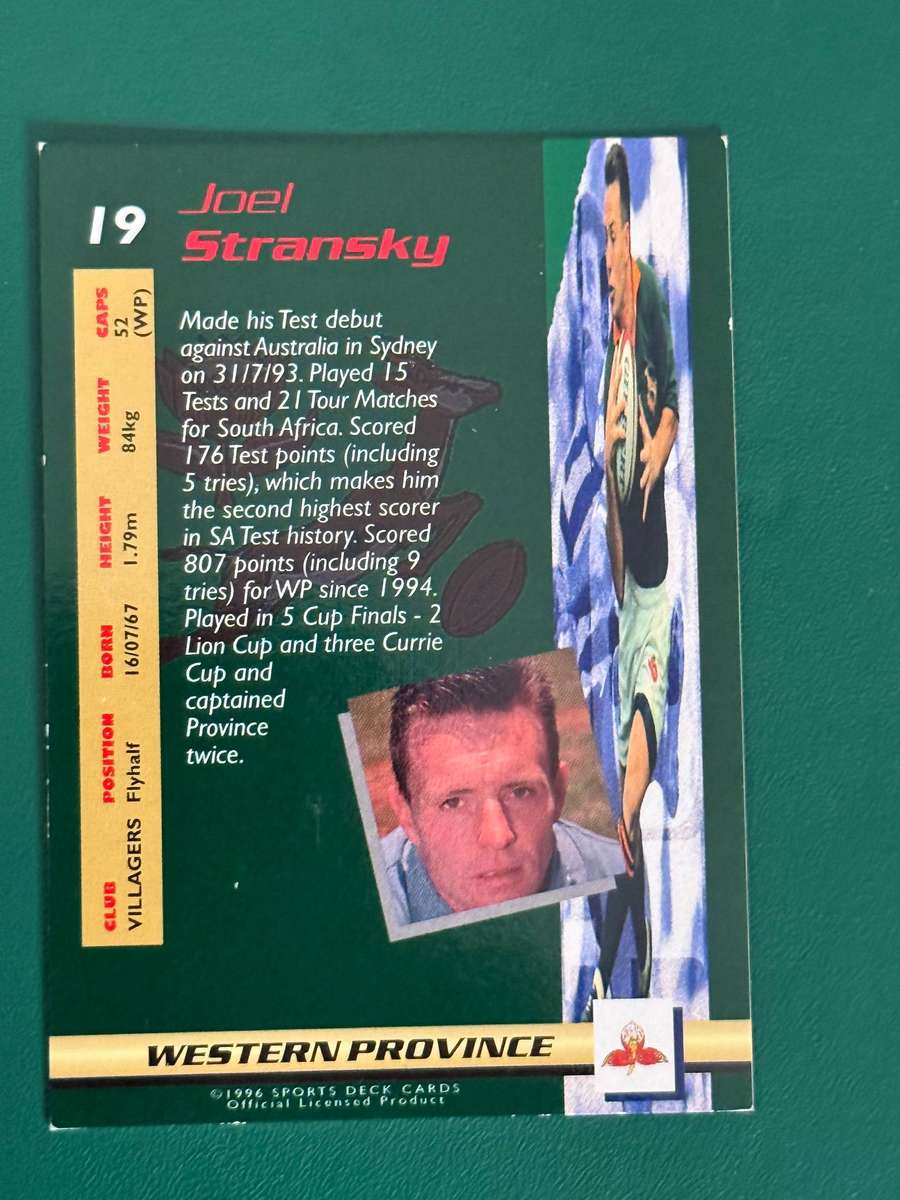 19
Joel
Stransky
Made his Test debut
against Australia in Sydney
on 31/7/93. Played 15
Tests and 21 Tour Matches
for South Africa. Scored
176 Test points (including
5 tries), which makes him
the second highest scorer
in SA Test history. Scored
807 points (including 9
tries) for WP since 1994.
Played in 5 Cup Finals - 2
Lion Cup and three Currie
Cup and
captained
Province
twice.
CLUB POSITION BORN HEIGHT WEIGHT CAPS
VILLAGERS Flyhalf 16/07/67 1.79m 84kg 52
(WP)
WESTERN PROVINCE
©1996 SPORTS DECK CARDS
Official Licensed Product